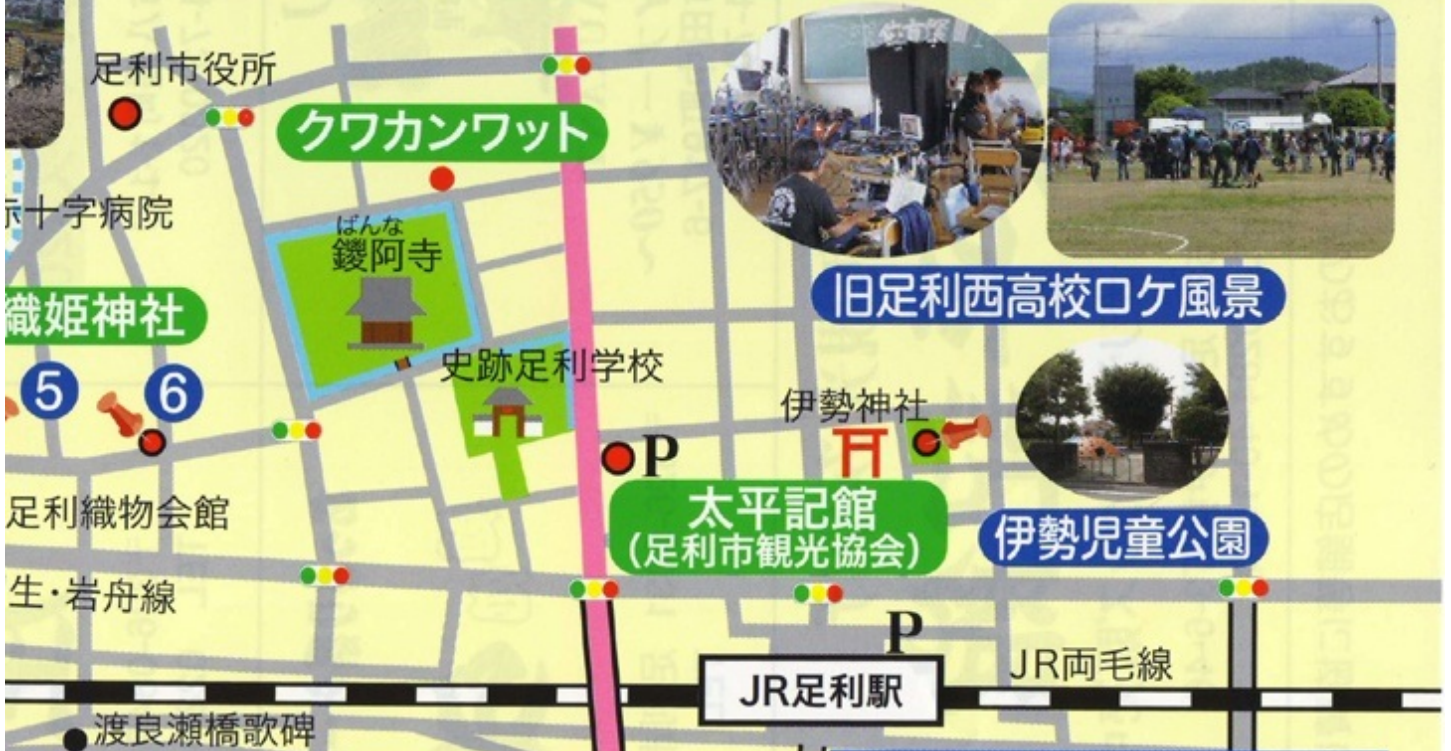 足利市役所
クワカンワット
十字病院
ばんな
鑁阿寺
旧足利西高校ロケ風景
織姫神社
史跡足利学校
5
6
伊勢神社
P
足利織物会館
太平記館
(足利市観光協会)
伊勢児童公園
生・岩舟線
P
JR両毛線
JR足利駅
渡良瀬橋歌碑